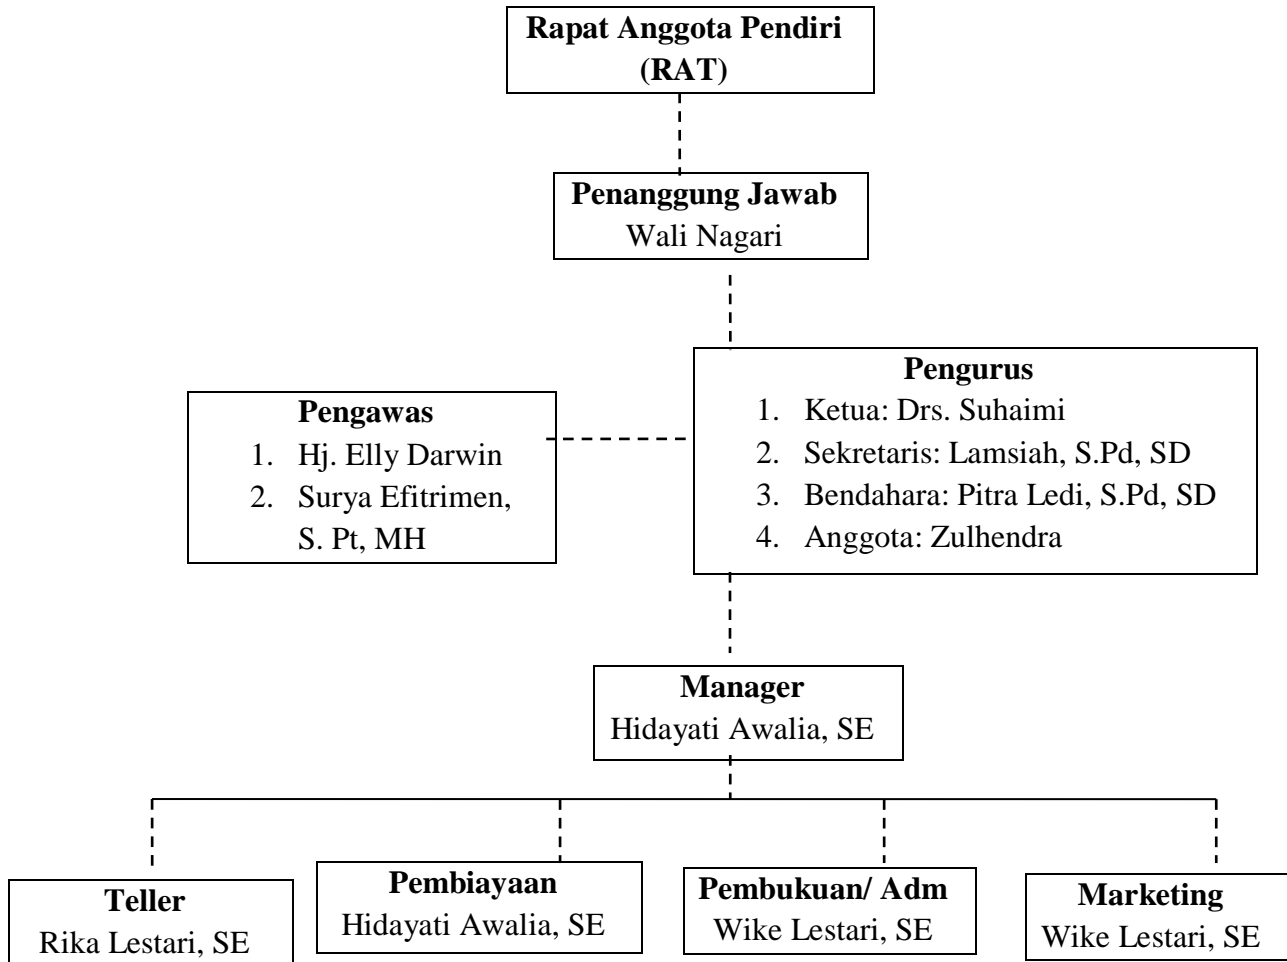 Rapat Anggota Pendiri
(RAT)
Penanggung Jawab
Wali Nagari
Pengawas
1. Hj. Elly Darwin
2. Surya Efitrimen,
S. Pt, MH
Pengurus
1. Ketua: Drs. Suhaimi
2. Sekretaris: Lamsiah, S.Pd, SD
3. Bendahara: Pitra Ledi, S.Pd, SD
4. Anggota: Zulhendra
Manager
Hidayati Awalia, SE
Teller
Rika Lestari, SE
Pembiayaan
Hidayati Awalia, SE
Pembukuan/ Adm
Wike Lestari, SE
Marketing
Wike Lestari, SE